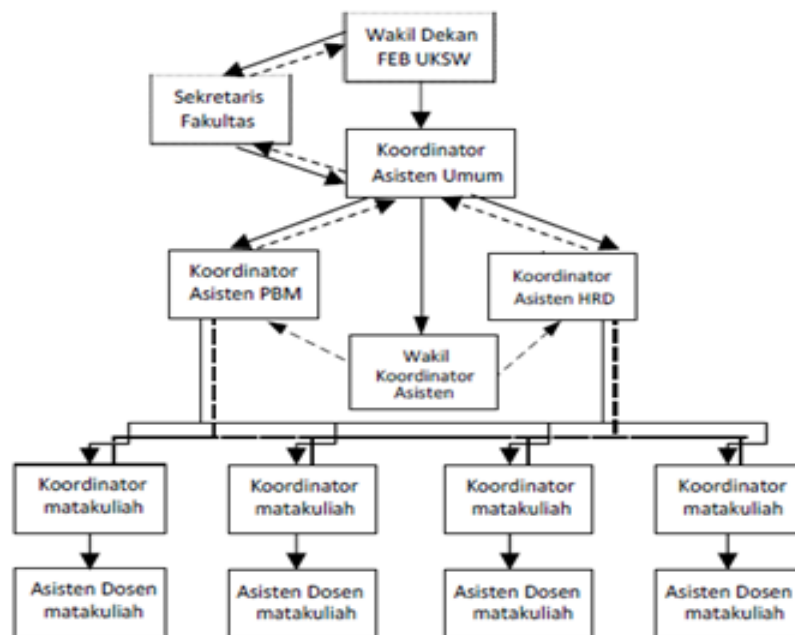 Wakil Dekan
FEB UKSW
Sekretaris
Fakultas
Koordinator
Asisten Umum
Koordinator
Asisten PBM
Koordinator
Asisten HRD
Wakil
Koordinator
Asisten
Koordinator
matakuliah
Koordinator
matakuliah
Koordinator
matakuliah
Koordinator
matakuliah
Asisten Dosen
matakuliah
Asisten Dosen
matakuliah
Asisten Dosen
matakuliah
Asisten Dosen
matakuliah